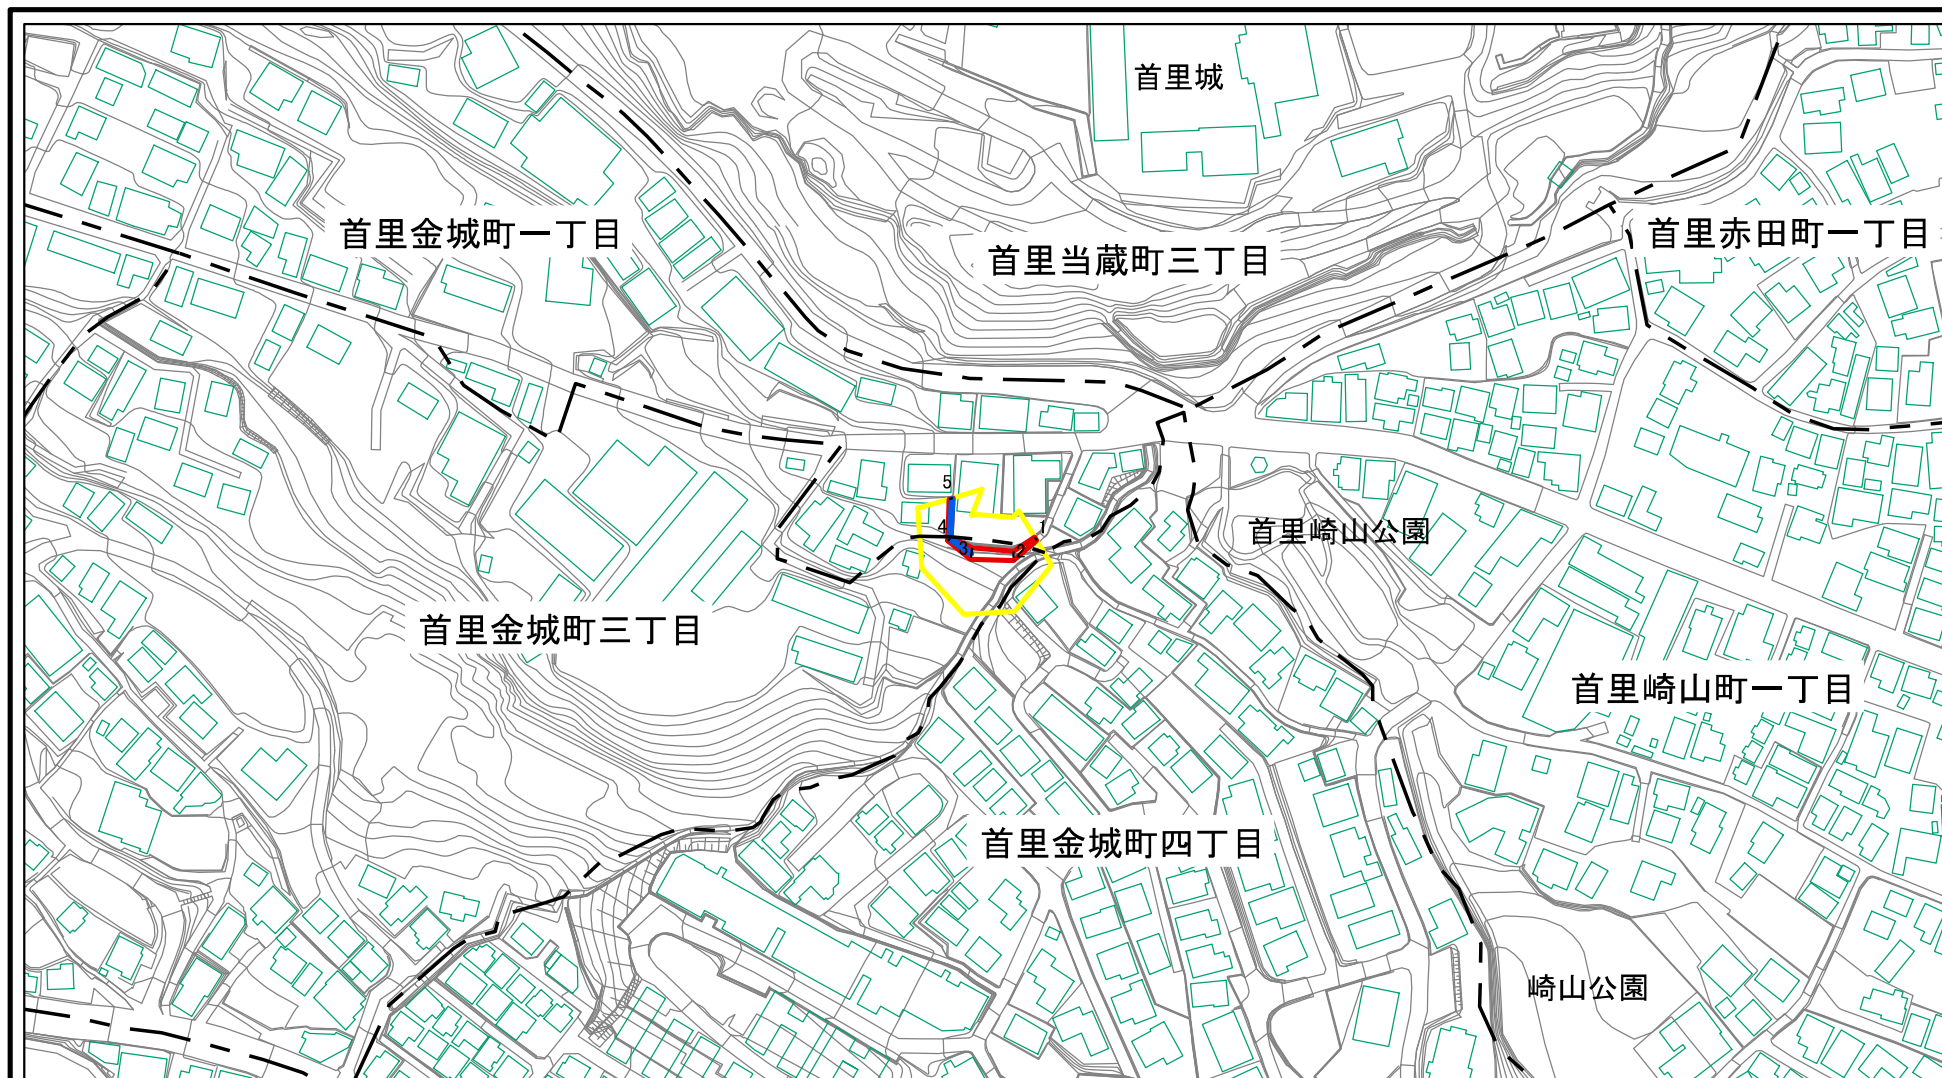 首里城
首里金城町一丁目
首里当蔵町三丁目
首里赤田町一丁目
5
4
3
2
1
首里崎山公園
首里金城町三丁目
首里崎山町一丁目
首里金城町四丁目
崎山公園